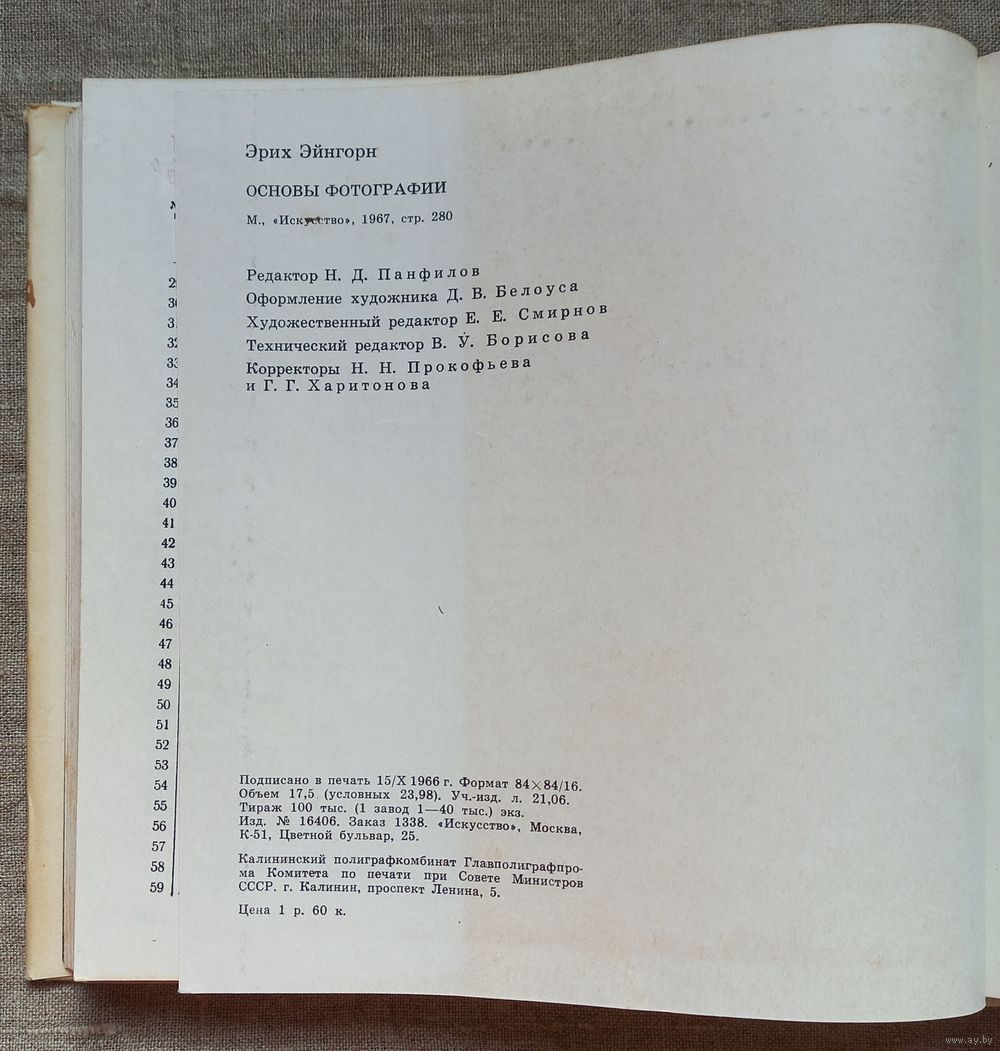 Эрих Эйнгорн
ОСНОВЫ ФОТОГРАФИИ
М., «Искусство», 1967, стр. 280
Редактор Н. Д. Панфилов
Оформление художника Д. В. Белоуса
Художественный редактор Е. Е. Смирнов
Технический редактор В. У. Борисова
Корректоры Н. Н. Прокофьева
и Г. Г. Харитонова
34
35
36
37
38
39
40
41
42
43
44
45
46
47
48
49
50
51
52
53
54
55
56
57
58
59
Подписано в печать 15/X 1966 г. Формат 84×84/16.
Объем 17,5 (условных 23,98). Уч.-изд. л. 21,06.
Тираж 100 тыс. (1 завод 1—40 тыс.) экз.
Изд. № 16406. Заказ 1338. «Искусство», Москва,
К-51, Цветной бульвар, 25.
Калининский полиграфкомбинат Главполиграфпро-
ма Комитета по печати при Совете Министров
СССР. г. Калинин, проспект Ленина, 5.
Цена 1 р. 60 к.
www.ay.by